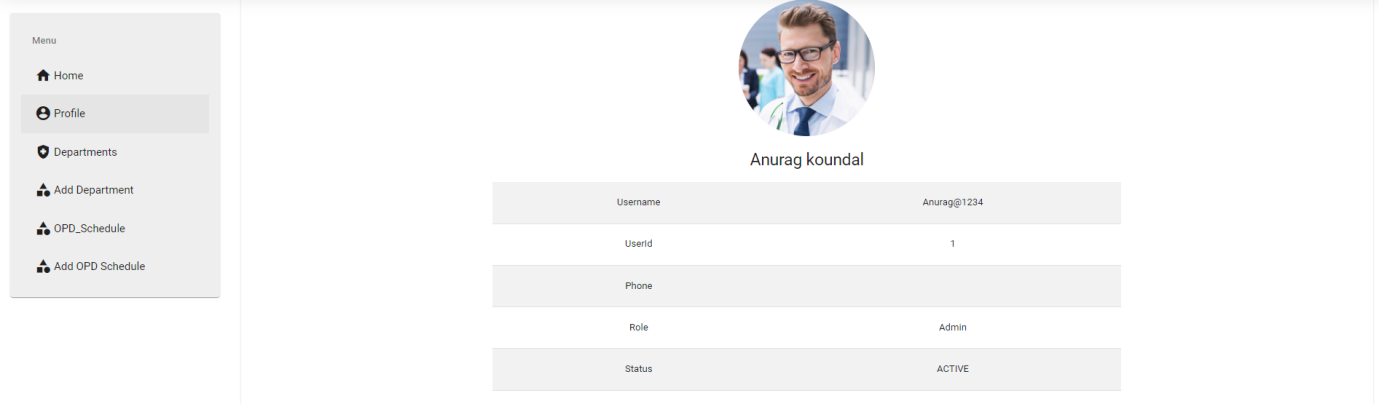 Menu
Home
Profile
Departments
Add Department
OPD_Schedule
Add OPD Schedule
Anurag koundal
Username Anurag@1234
UserId 1
Phone
Role Admin
Status ACTIVE